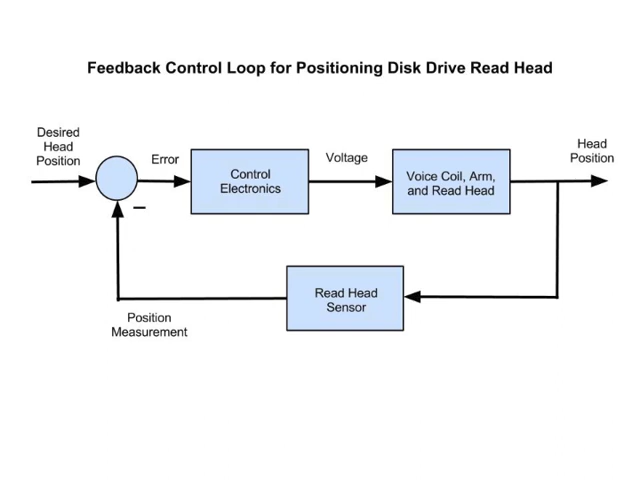 Feedback Control Loop for Positioning Disk Drive Read Head
Desired
Head
Position
Error
Control
Electronics
Voltage
Voice Coil, Arm,
and Read Head
Head
Position
–
Read Head
Sensor
Position
Measurement